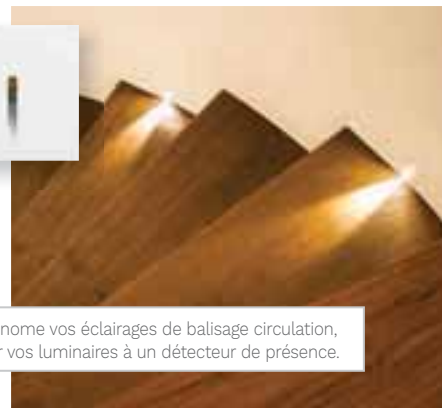 nome vos éclairages de balisage circulation,
r vos luminaires à un détecteur de présence.